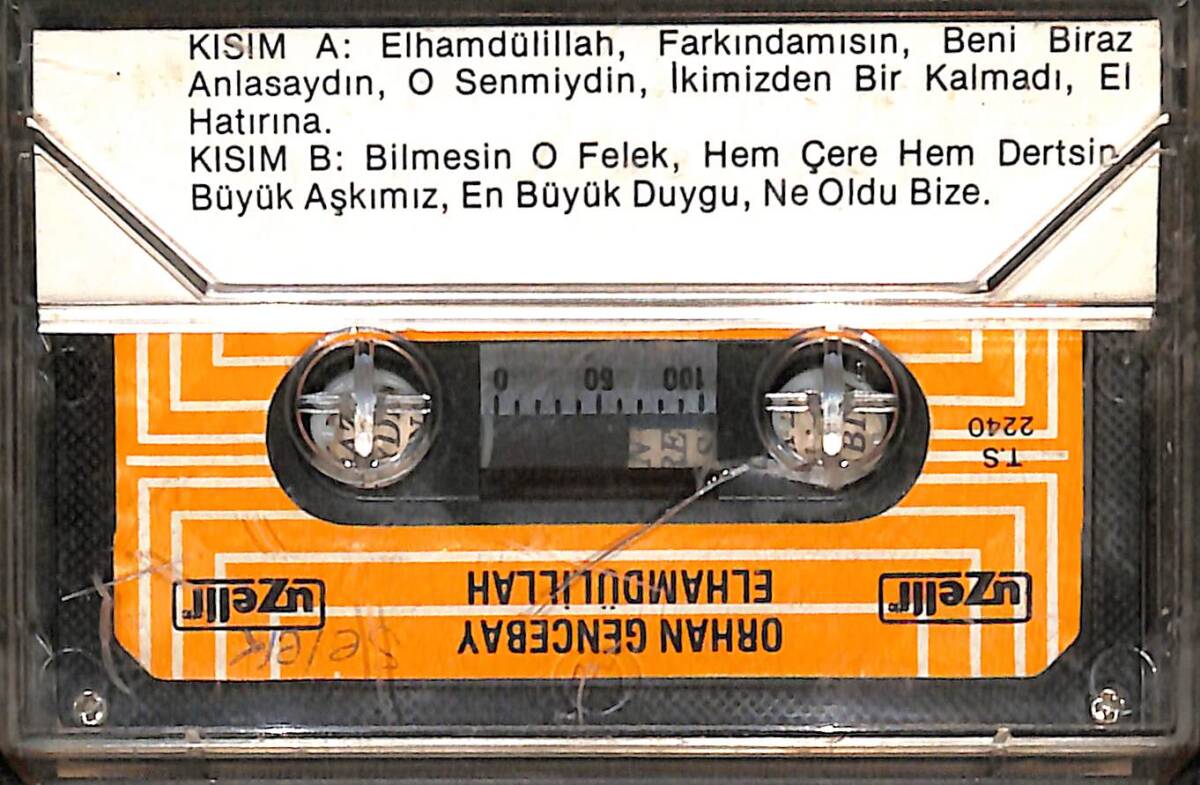 KISIM A: Elhamdülillah, Farkındamısın, Beni Biraz
Anlasaydın, O Senmiydin, İkimizden Bir Kalmadı, El
Hatırına.
KISIM B: Bilmesin O Felek, Hem Çere Hem Dertsin,
Büyük Aşkımız, En Büyük Duygu, Ne Oldu Bize.
0 50 100
T.S
2240
uzelli
uzelli
ORHAN GENCEBAY
ELHAMDÜLİLLAH
Selek